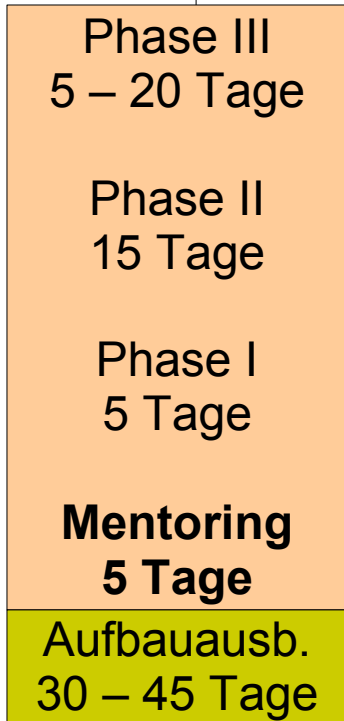 Phase III
5 – 20 Tage
Phase II
15 Tage
Phase I
5 Tage
Mentoring
5 Tage
Aufbauausb.
30 – 45 Tage